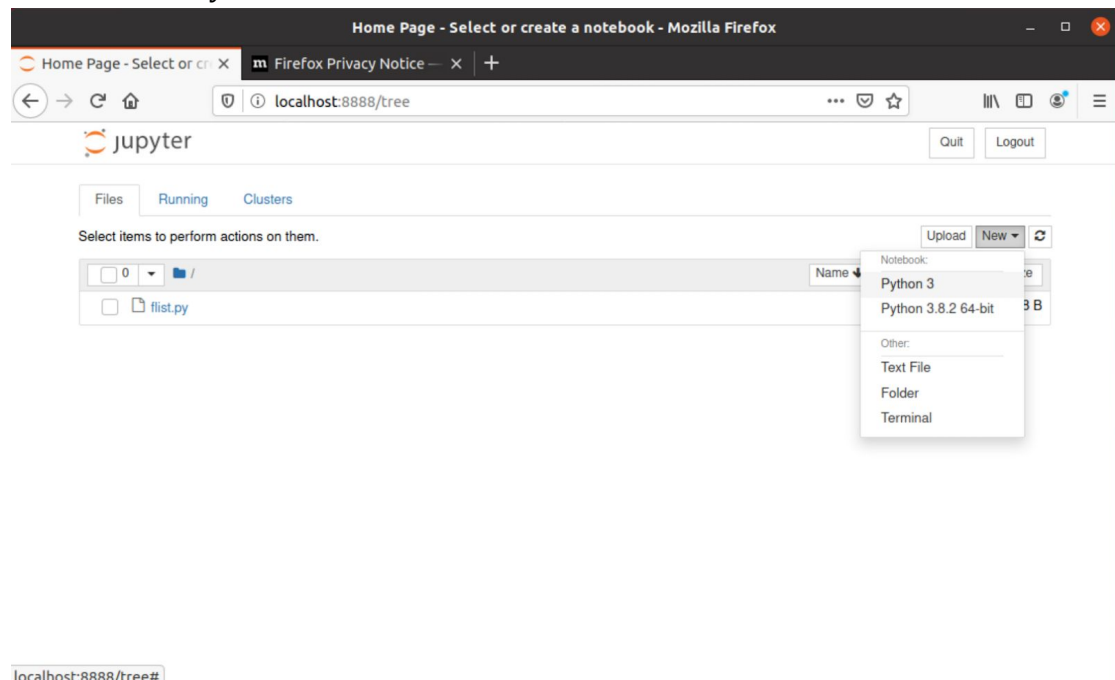 Home Page - Select or create a notebook - Mozilla Firefox
Home Page - Select or cr
m Firefox Privacy Notice —
localhost:8888/tree
jupyter
Quit Logout
Files Running Clusters
Select items to perform actions on them.
Upload New
0 / Name
flist.py B
Notebook:
Python 3
Python 3.8.2 64-bit
Other:
Text File
Folder
Terminal
localhost:8888/tree#